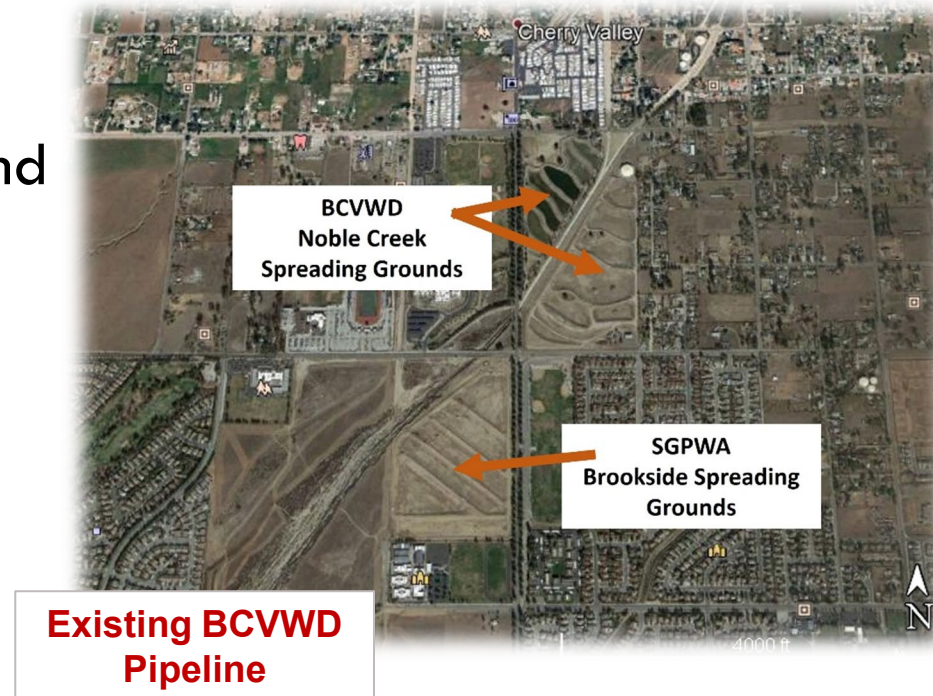 Cherry Valley
nd
BCVWD
Noble Creek
Spreading Grounds
SGPWA
Brookside Spreading
Grounds
Existing BCVWD
Pipeline
N
4000 ft